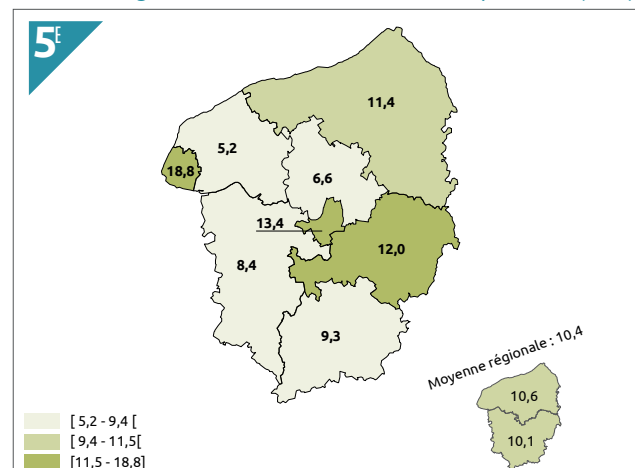 5E
11,4
5,2
18,8
6,6
13,4
12,0
8,4
9,3
Moyenne régionale : 10,4
10,6
10,1
[ 5,2 - 9,4 [
[ 9,4 - 11,5[
[11,5 - 18,8]